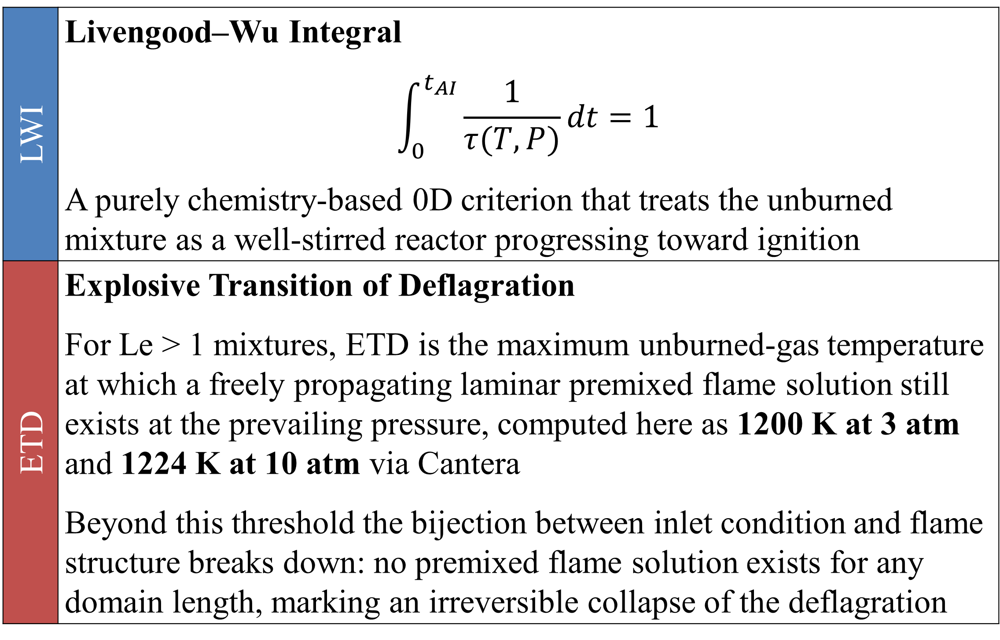 LWI
Livengood–Wu Integral
∫₀^{t_{AI}} 1/τ(T, P) dt = 1
A purely chemistry-based 0D criterion that treats the unburned
mixture as a well-stirred reactor progressing toward ignition
ETD
Explosive Transition of Deflagration
For Le > 1 mixtures, ETD is the maximum unburned-gas temperature
at which a freely propagating laminar premixed flame solution still
exists at the prevailing pressure, computed here as 1200 K at 3 atm
and 1224 K at 10 atm via Cantera
Beyond this threshold the bijection between inlet condition and flame
structure breaks down: no premixed flame solution exists for any
domain length, marking an irreversible collapse of the deflagration